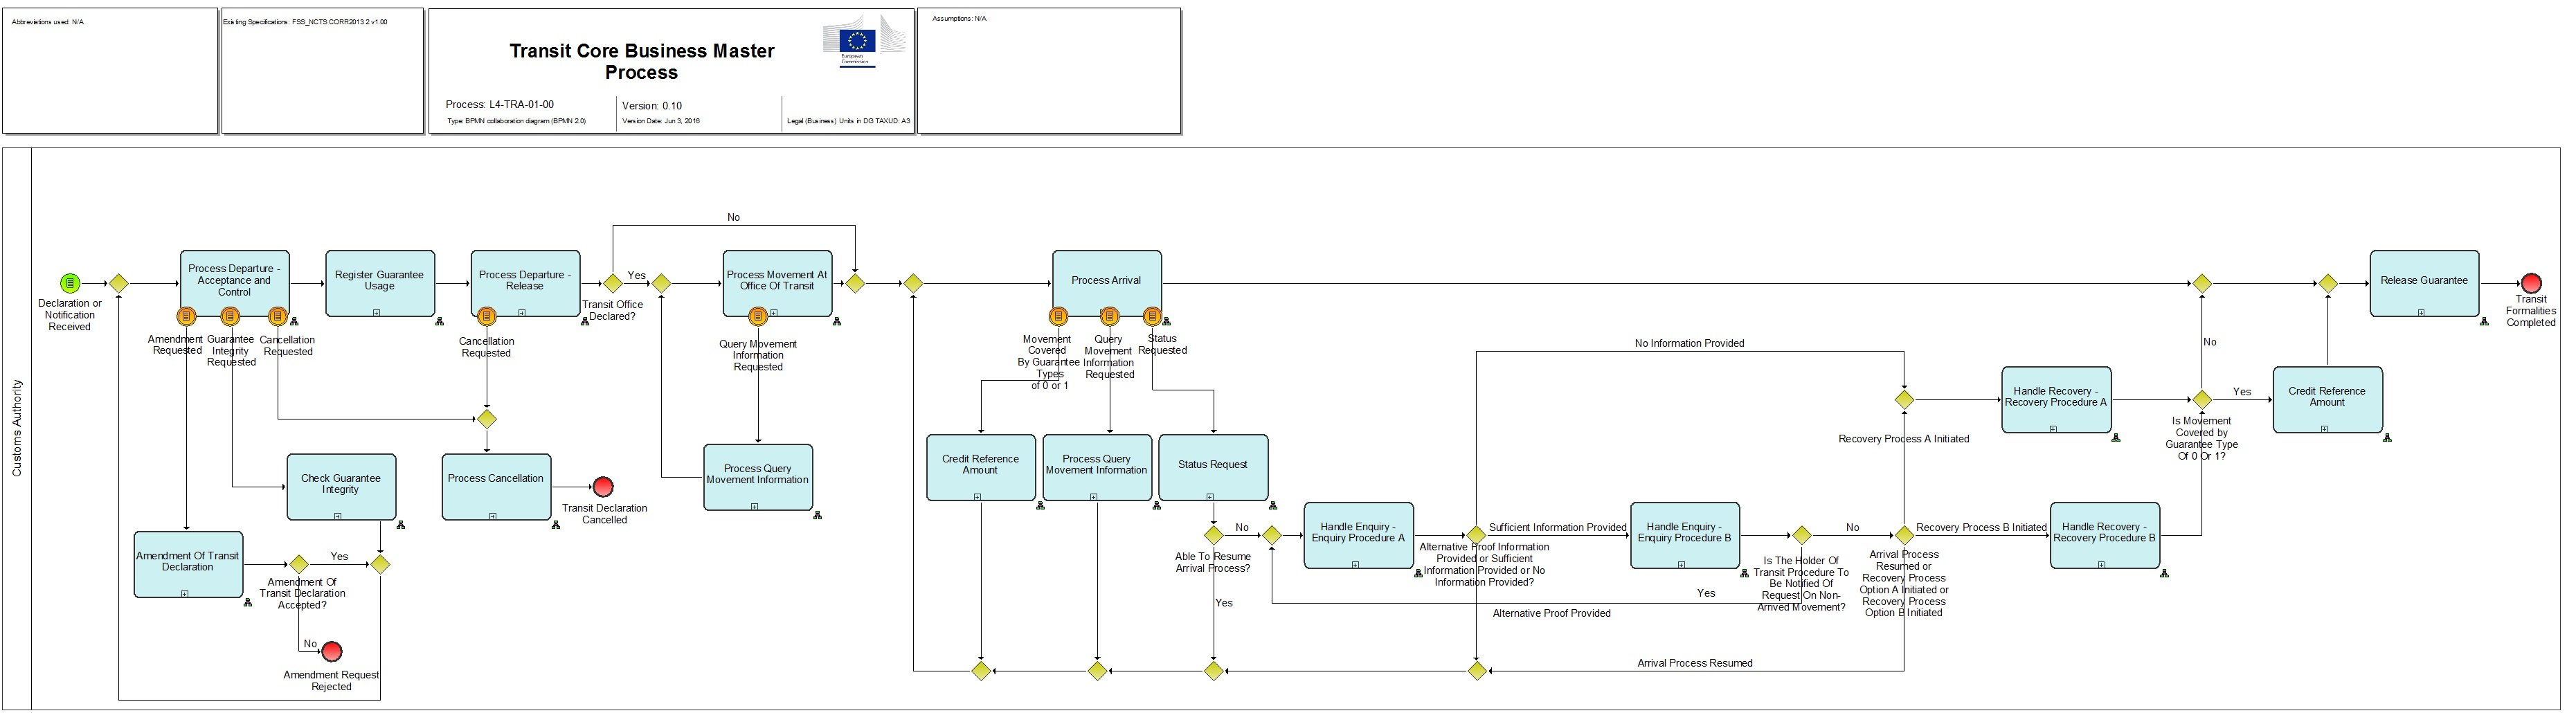 Abbreviations used: N/A
Existing Specifications: FSS_NCTS CORR2013 2 v1.00
Transit Core Business Master
Process
European
Commission
Process: L4-TRA-01-00
Version: 0.10
Type: BPMN collaboration diagram (BPMN 2.0)
Version Date: Jun 3, 2016
Legal (Business) Units in DG TAXUD: A3
Assumptions: N/A
Customs Authority
Declaration or
Notification
Received
Process Departure -
Acceptance and
Control
Amendment
Requested
Guarantee
Integrity
Requested
Cancellation
Requested
Register Guarantee
Usage
Process Departure -
Release
Cancellation
Requested
Transit Office
Declared?
Yes
No
Process Movement At
Office Of Transit
Query Movement
Information
Requested
Process Arrival
Movement
Covered
By Guarantee
Types
of 0 or 1
Query
Movement
Information
Requested
Status
Requested
Release Guarantee
Transit
Formalities
Completed
No Information Provided
No
Handle Recovery -
Recovery Procedure A
Yes
Credit Reference
Amount
Is Movement
Covered by
Guarantee Type
Of 0 Or 1?
Recovery Process A Initiated
Check Guarantee
Integrity
Process Cancellation
Transit Declaration
Cancelled
Process Query
Movement Information
Credit Reference
Amount
Process Query
Movement Information
Status Request
Amendment Of Transit
Declaration
Yes
Amendment Of
Transit Declaration
Accepted?
No
Amendment Request
Rejected
Able To Resume
Arrival Process?
No
Yes
Handle Enquiry -
Enquiry Procedure A
Sufficient Information Provided
Alternative Proof Information
Provided or Sufficient
Information Provided or No
Information Provided?
Handle Enquiry -
Enquiry Procedure B
Is The Holder Of
Transit Procedure To
Be Notified Of
Request On Non-
Arrived Movement?
No
Yes
Alternative Proof Provided
Recovery Process B Initiated
Arrival Process
Resumed or
Recovery Process
Option A Initiated or
Recovery Process
Option B Initiated
Handle Recovery -
Recovery Procedure B
Arrival Process Resumed